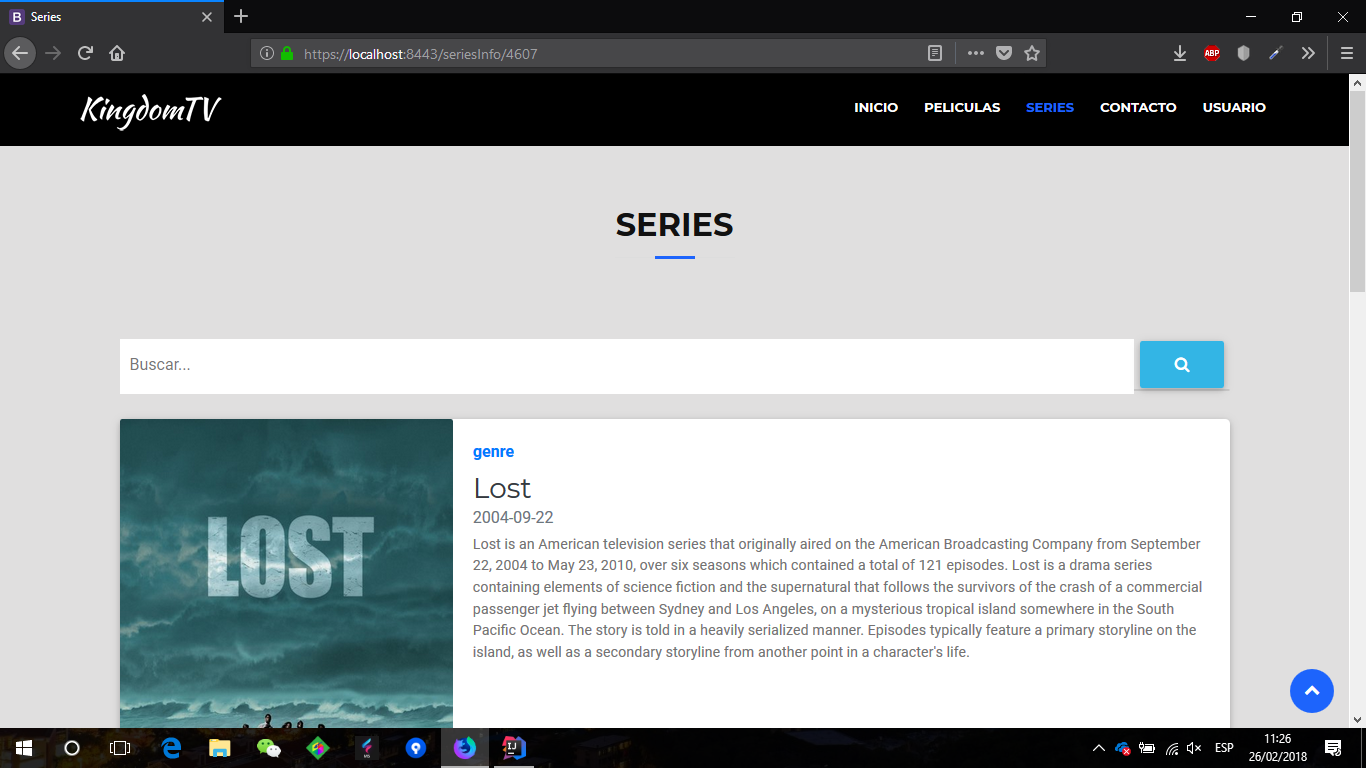 Series
https://localhost:8443/seriesInfo/4607
ABP
KingdomTV
INICIO
PELICULAS
SERIES
CONTACTO
USUARIO
SERIES
Buscar...
LOST
genre
Lost
2004-09-22
Lost is an American television series that originally aired on the American Broadcasting Company from September
22, 2004 to May 23, 2010, over six seasons which contained a total of 121 episodes. Lost is a drama series
containing elements of science fiction and the supernatural that follows the survivors of the crash of a commercial
passenger jet flying between Sydney and Los Angeles, on a mysterious tropical island somewhere in the South
Pacific Ocean. The story is told in a heavily serialized manner. Episodes typically feature a primary storyline on the
island, as well as a secondary storyline from another point in a character's life.
ESP
11:26
26/02/2018